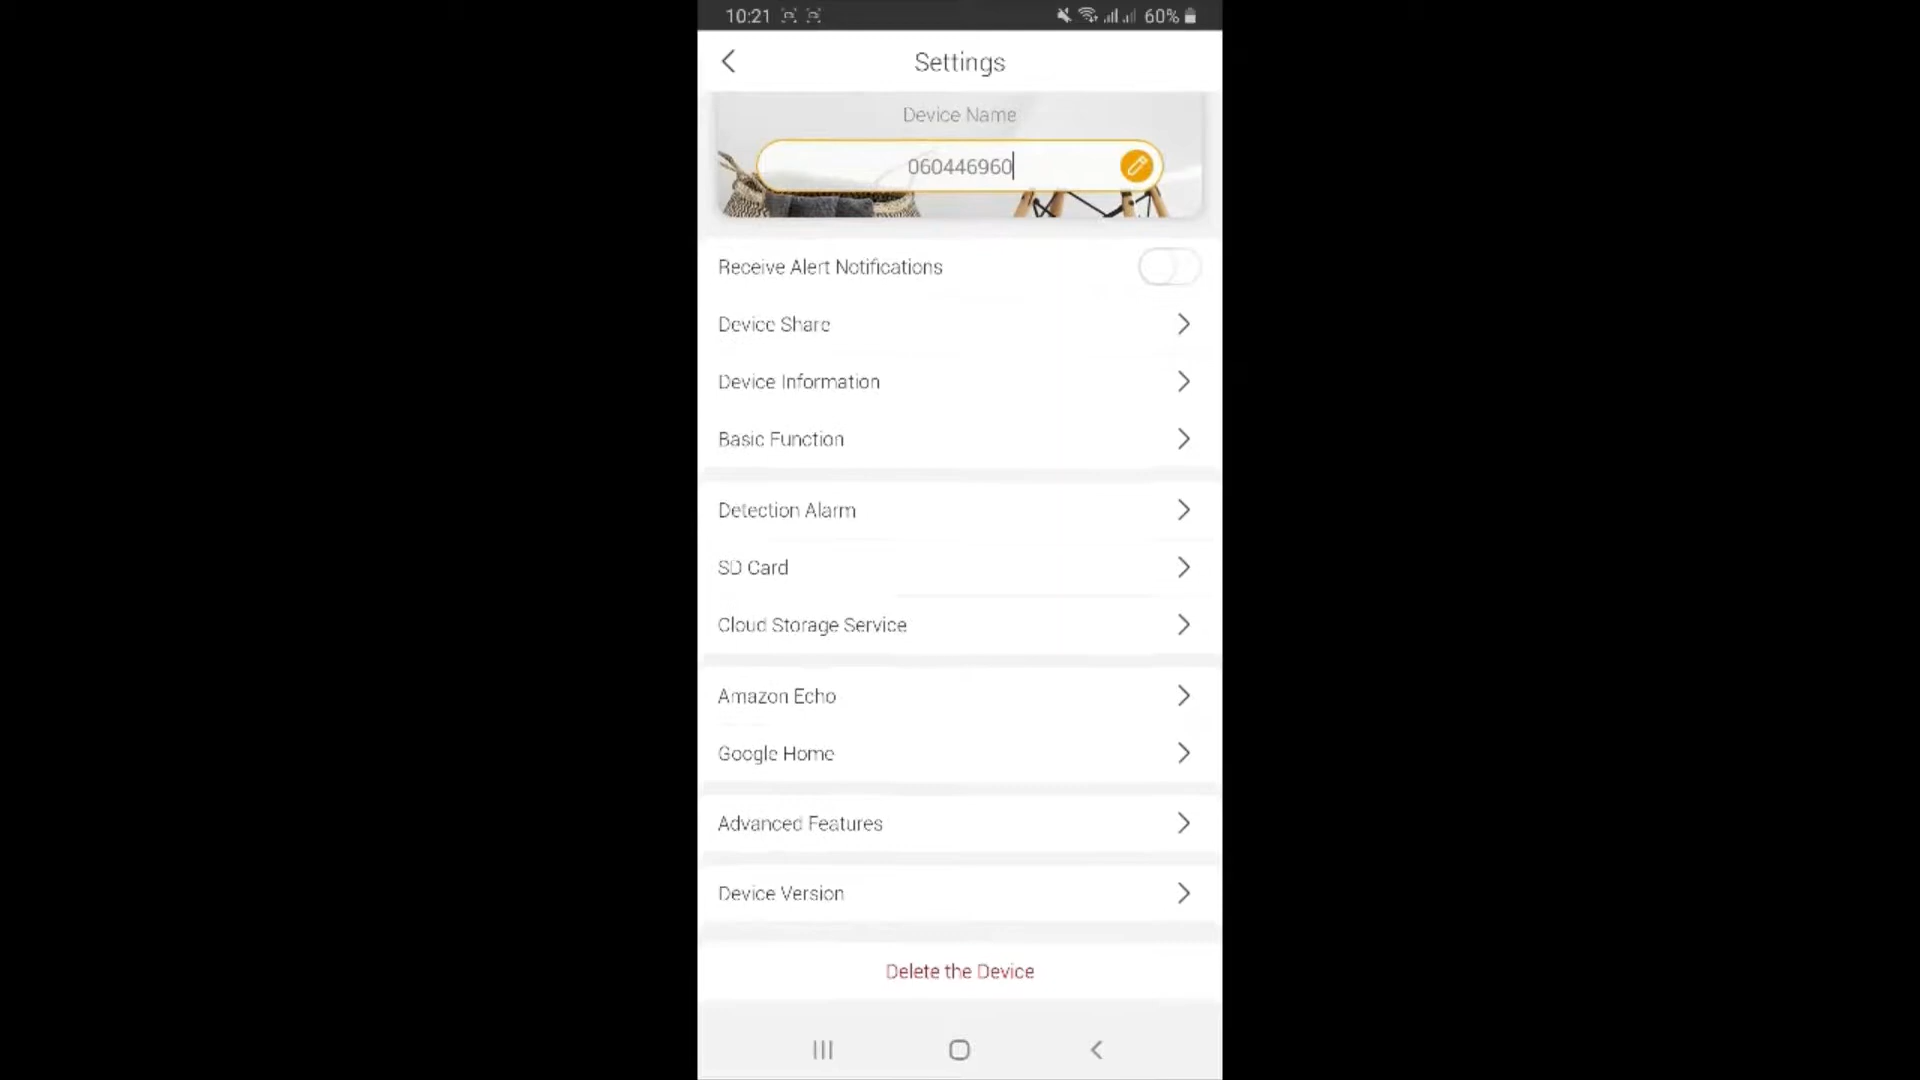 10:21 60%
Settings
Device Name
060446960
Receive Alert Notifications
Device Share
Device Information
Basic Function
Detection Alarm
SD Card
Cloud Storage Service
Amazon Echo
Google Home
Advanced Features
Device Version
Delete the Device